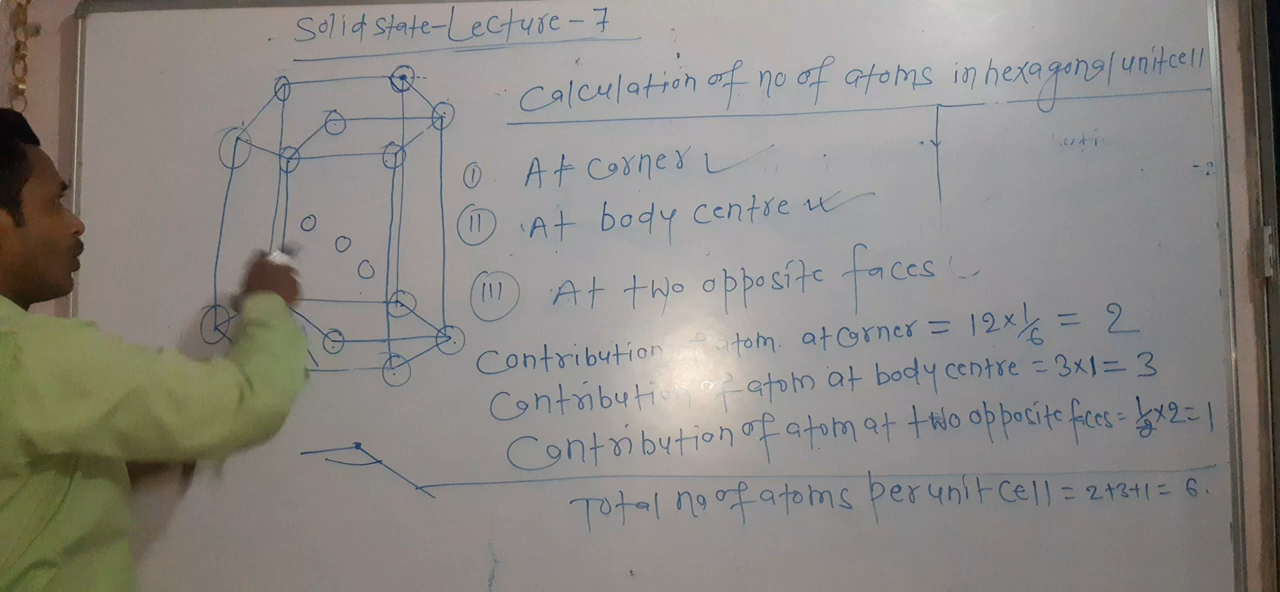 Solid state-Lecture-7
Calculation of no of atoms in hexagonal unit cell
(I) At corner
(II) At body centre
(III) At two opposite faces
Contribution atom at corner = 12 × 1/6 = 2
Contribution of atom at body centre = 3×1 = 3
Contribution of atom at two opposite faces = 1/2 × 2 = 1
Total no of atoms per unit cell = 2+3+1 = 6.